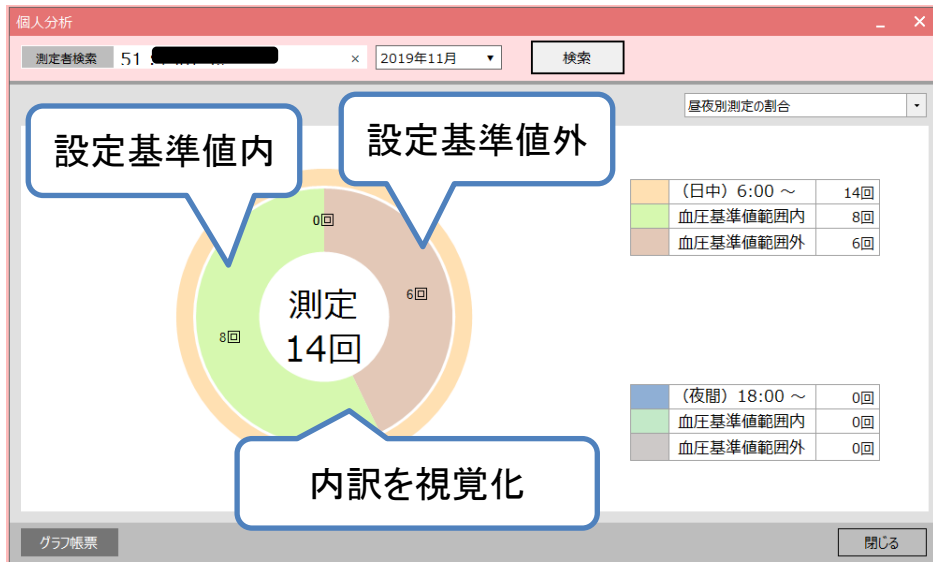 個人分析
測定者検索 51 × 2019年11月 ▼ 検索
昼夜別測定の割合
設定基準値内
設定基準値外
0回
6回
8回
測定
14回
内訳を視覚化
（日中）6:00 ～ 14回
血圧基準値範囲内 8回
血圧基準値範囲外 6回
（夜間）18:00 ～ 0回
血圧基準値範囲内 0回
血圧基準値範囲外 0回
グラフ帳票
閉じる